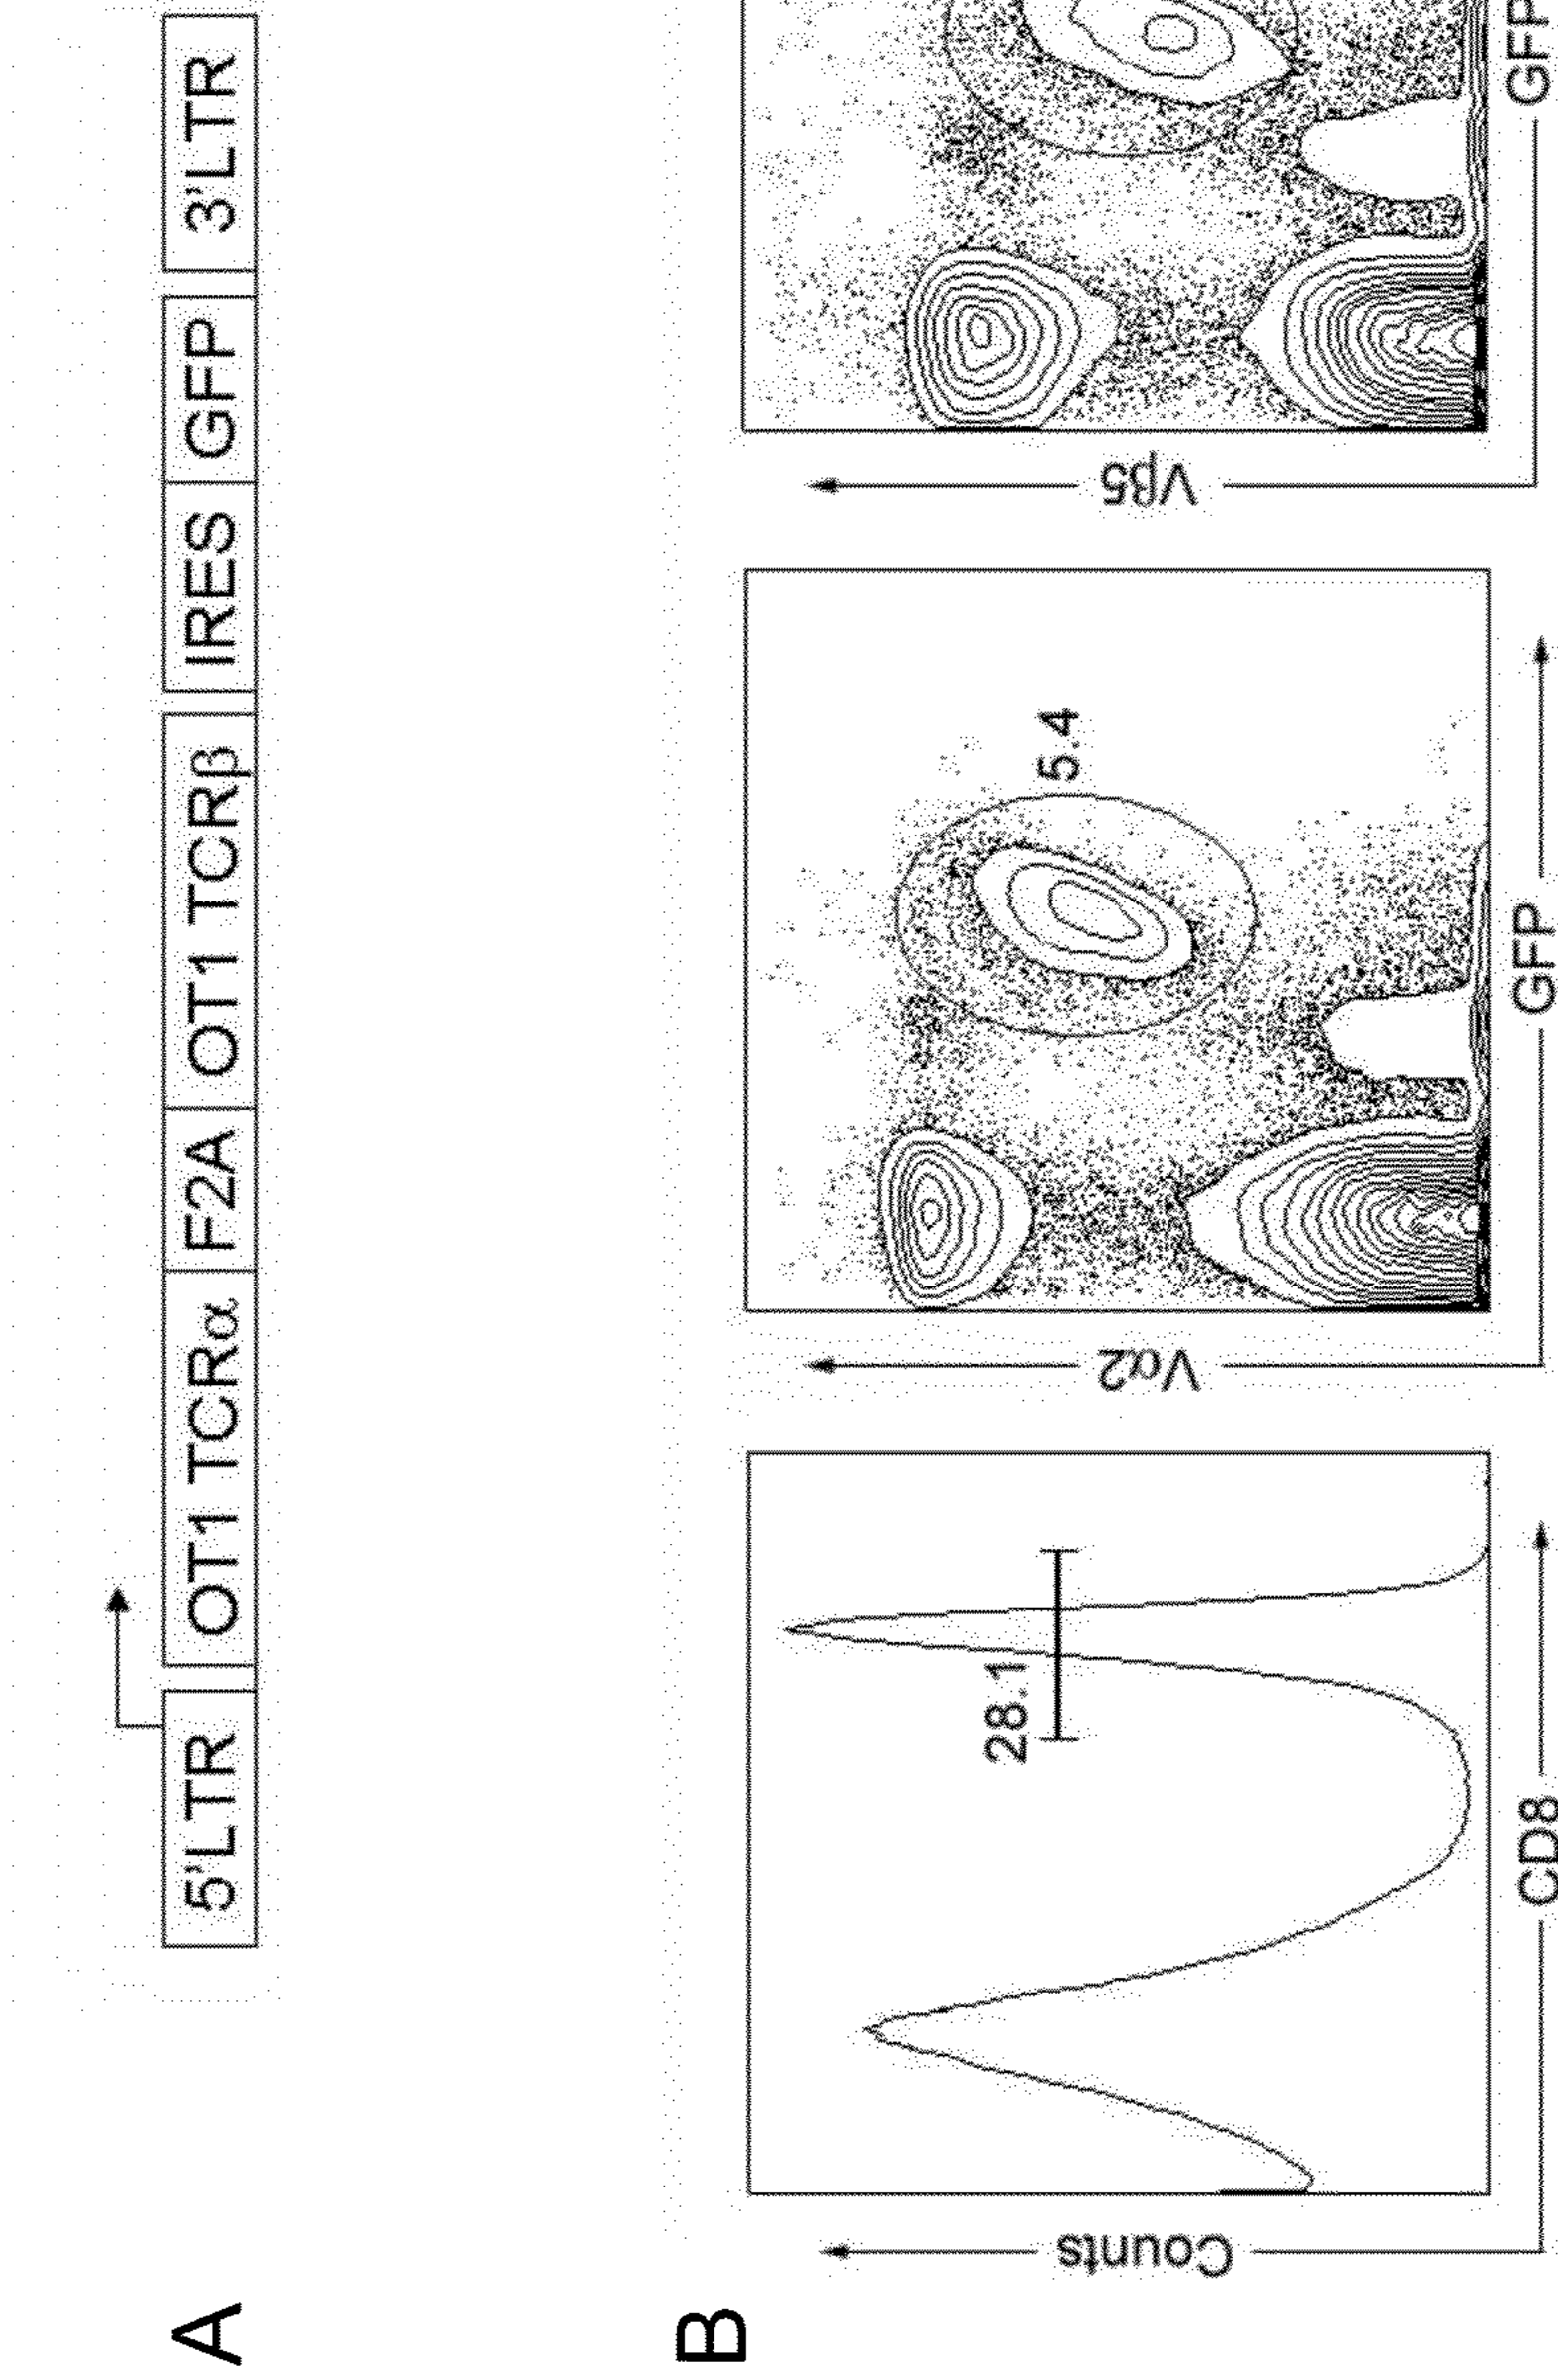 A
5'LTR OT1 TCRα F2A OT1 TCRβ IRES GFP 3'LTR
B
Counts
28.1
CD8
Vα2
5.4
GFP
Vβ5
GFP